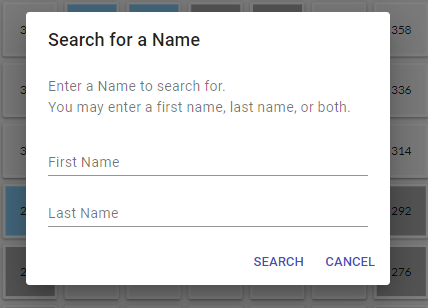 Search for a Name
Enter a Name to search for.
You may enter a first name, last name, or both.
First Name
Last Name
SEARCH
CANCEL
358
336
314
292
276